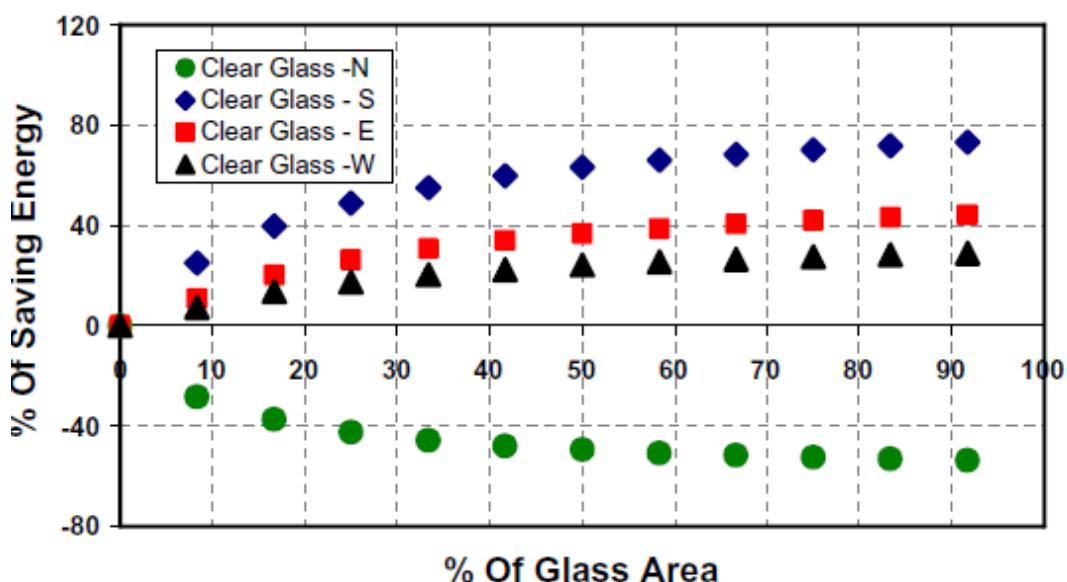 120
80
40
0
-40
-80
% Of Saving Energy
Clear Glass -N
Clear Glass - S
Clear Glass - E
Clear Glass -W
0 10 20 30 40 50 60 70 80 90 100
% Of Glass Area